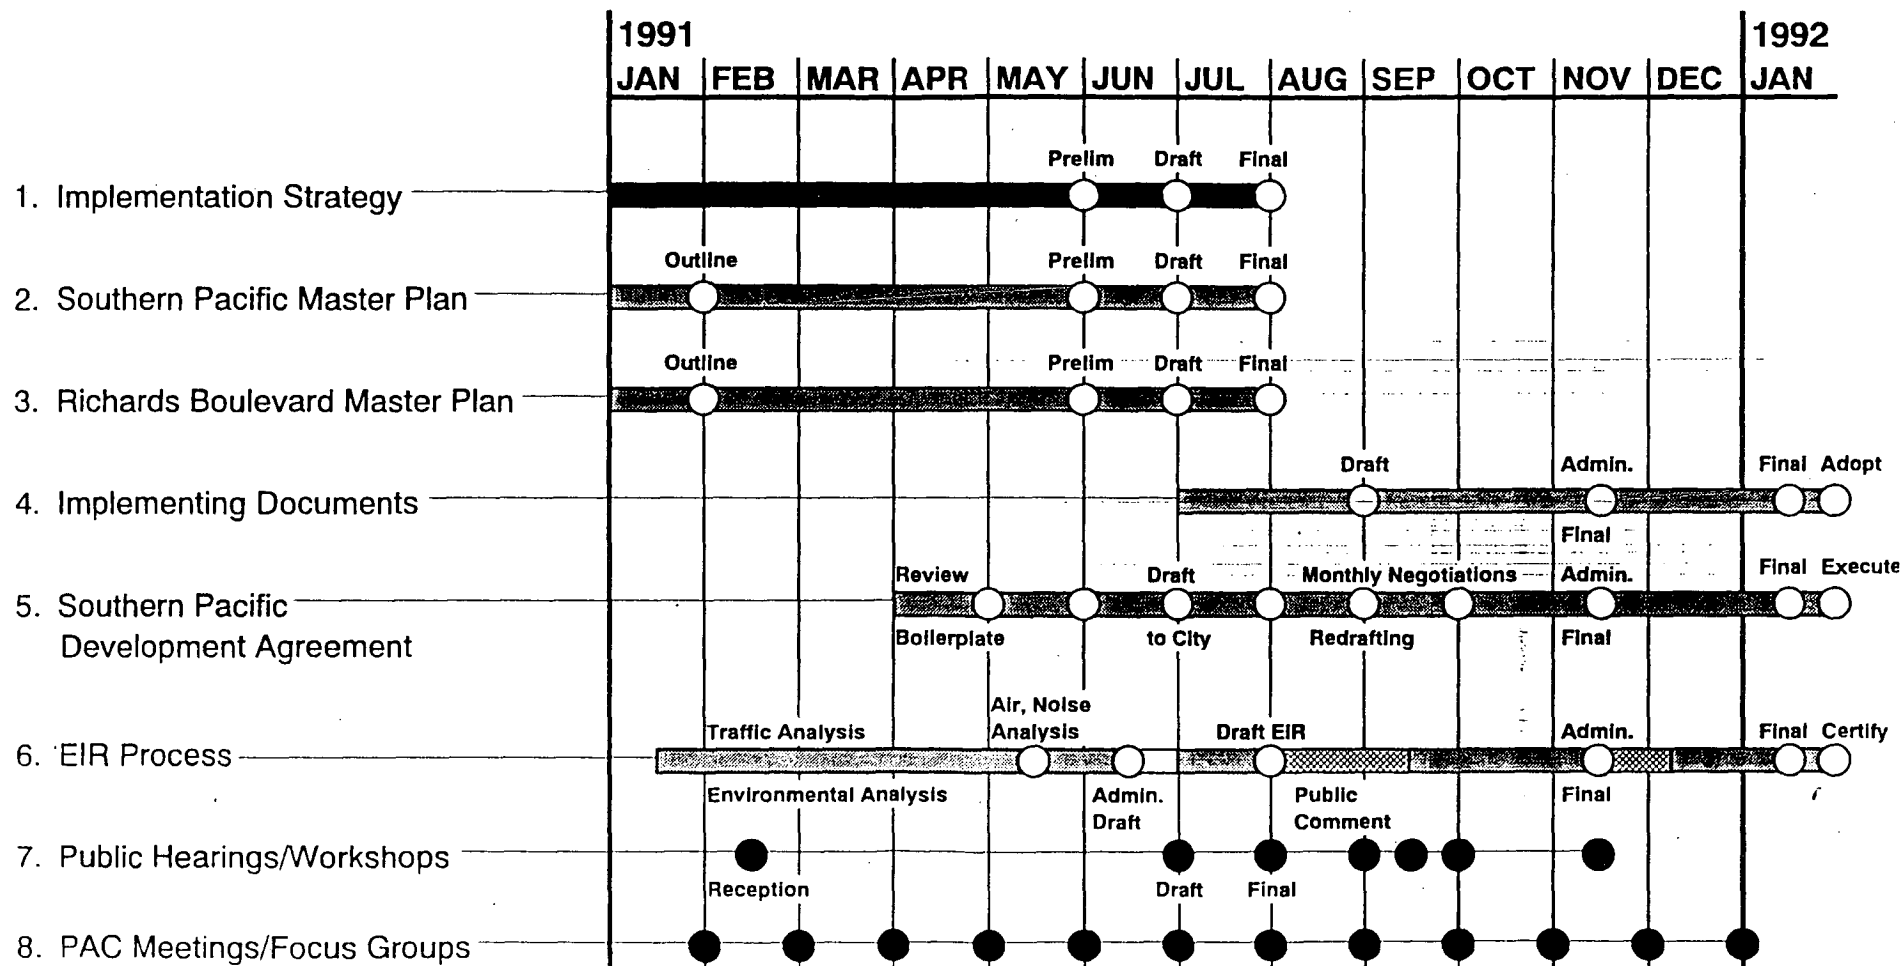 1991
1992
JAN FEB MAR APR MAY JUN JUL AUG SEP OCT NOV DEC JAN
Prelim Draft Final
1. Implementation Strategy
Outline Prelim Draft Final
2. Southern Pacific Master Plan
Outline Prelim Draft Final
3. Richards Boulevard Master Plan
Draft Admin. Final Adopt
4. Implementing Documents
Final
Review Draft Monthly Negotiations Admin. Final Execute
5. Southern Pacific
Development Agreement
Boilerplate to City Redrafting Final
Air, Noise
Traffic Analysis Analysis Draft EIR Admin. Final Certify
6. EIR Process
Environmental Analysis Admin. Public Final
Draft Comment
7. Public Hearings/Workshops
Reception Draft Final
8. PAC Meetings/Focus Groups